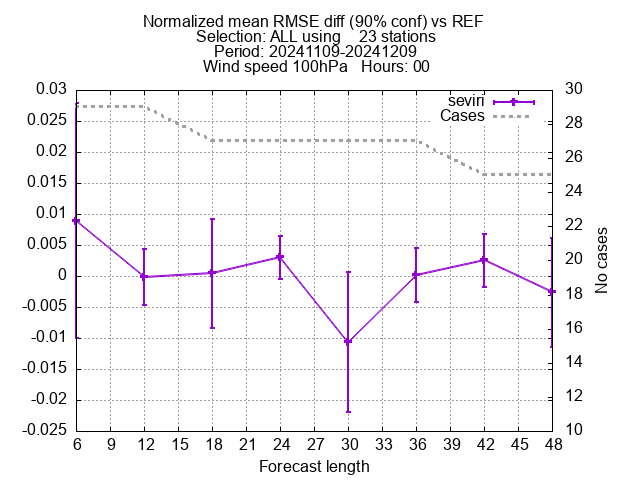 Normalized mean RMSE diff (90% conf) vs REF
Selection: ALL using    23 stations
Period: 20241109-20241209
Wind speed 100hPa   Hours: 00
seviri
Cases
0.03
0.025
0.02
0.015
0.01
0.005
0
-0.005
-0.01
-0.015
-0.02
-0.025
30
28
26
24
22
20
18
16
14
12
10
No cases
6 9 12 15 18 21 24 27 30 33 36 39 42 45 48
Forecast length